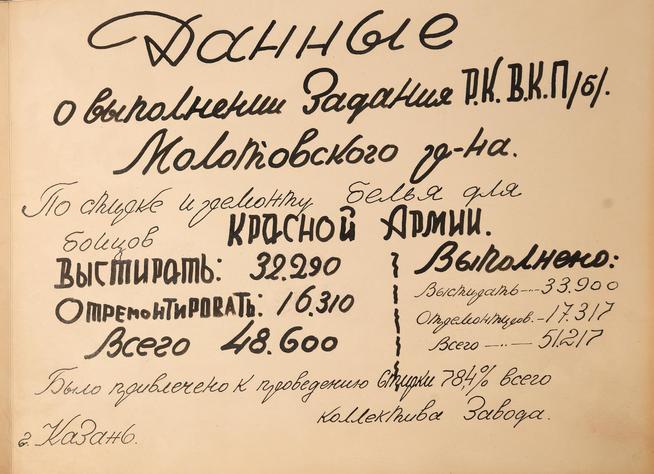 Данные
о выполнении Задания Р.К.В.К.П/б/.
Молотовского р-на.
По стирке и ремонту белья для
бойцов КРАСНОЙ АРМИИ.
ВЫСТИРАТЬ: 32.290
ОТРЕМОНТИРОВАТЬ: 16.310
Всего 48.600
Выполнено:
Выстирать---33.900
Отремонтиров.-17.317
Всего —··— 51.217
Было привлечено к проведению стирки 78,4% всего
коллектива Завода.
г. Казань.